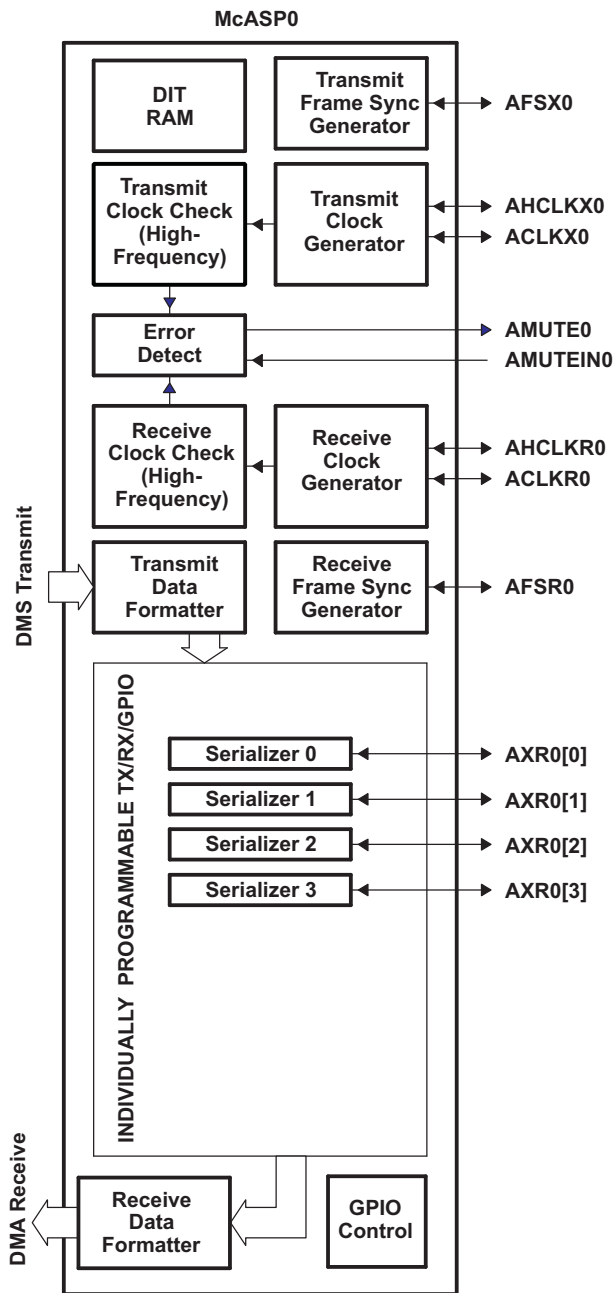 McASP0
DIT
RAM
Transmit
Frame Sync
Generator
AFSX0
Transmit
Clock Check
(High-
Frequency)
Transmit
Clock
Generator
AHCLKX0
ACLKX0
Error
Detect
AMUTE0
AMUTEIN0
Receive
Clock Check
(High-
Frequency)
Receive
Clock
Generator
AHCLKR0
ACLKR0
DMS Transmit
Transmit
Data
Formatter
Receive
Frame Sync
Generator
AFSR0
INDIVIDUALLY PROGRAMMABLE TX/RX/GPIO
Serializer 0
AXR0[0]
Serializer 1
AXR0[1]
Serializer 2
AXR0[2]
Serializer 3
AXR0[3]
DMA Receive
Receive
Data
Formatter
GPIO
Control